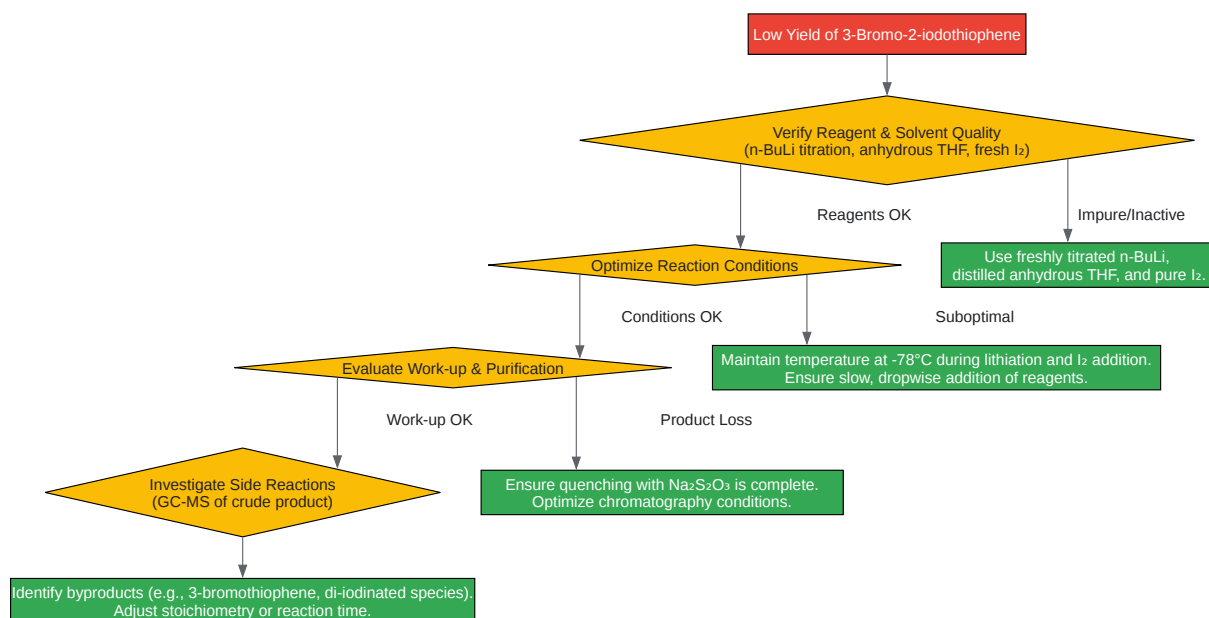 Low Yield of 3-Bromo-2-iodothiophene
Verify Reagent & Solvent Quality
(n-BuLi titration, anhydrous THF, fresh I₂)
Reagents OK
Impure/Inactive
Optimize Reaction Conditions
Use freshly titrated n-BuLi,
distilled anhydrous THF, and pure I₂.
Conditions OK
Suboptimal
Evaluate Work-up & Purification
Maintain temperature at -78°C during lithiation and I₂ addition.
Ensure slow, dropwise addition of reagents.
Work-up OK
Product Loss
Investigate Side Reactions
(GC-MS of crude product)
Ensure quenching with Na₂S₂O₃ is complete.
Optimize chromatography conditions.
Identify byproducts (e.g., 3-bromothiophene, di-iodinated species).
Adjust stoichiometry or reaction time.